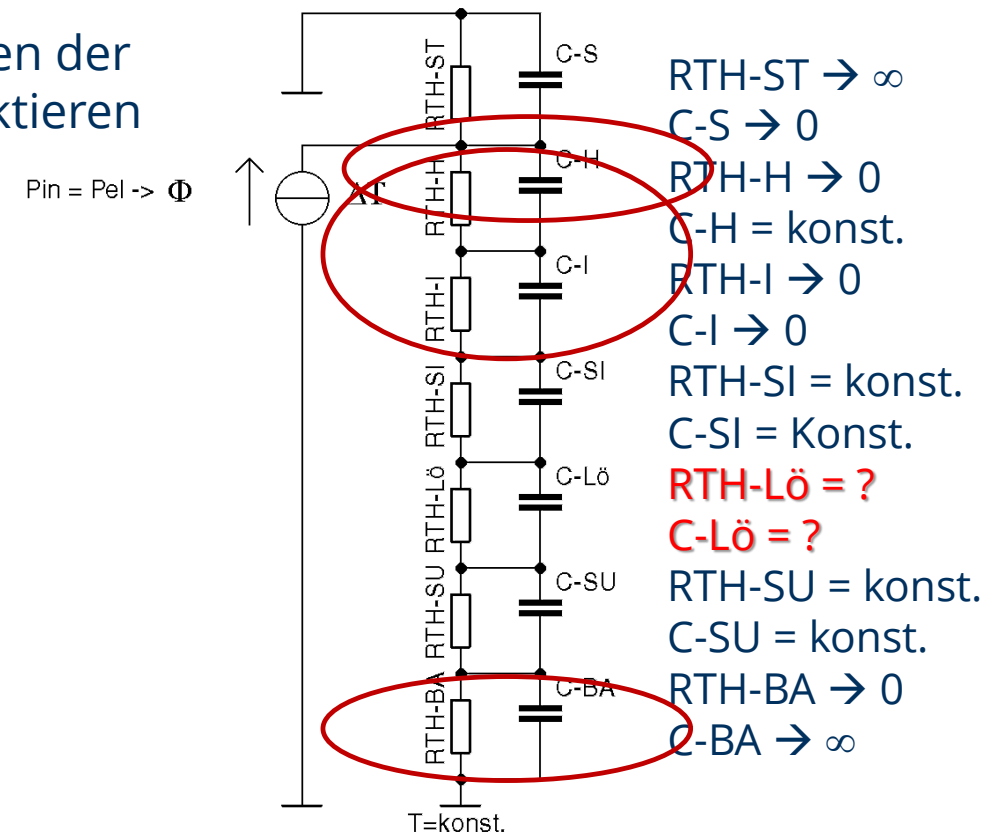 en der
ktieren
Pin = Pel -> Φ
ΔT
RTH-ST
C-S
RTH-H
C-H
RTH-I
C-I
RTH-SI
C-SI
RTH-Lö
C-Lö
RTH-SU
C-SU
RTH-BA
C-BA
T=konst.
RTH-ST → ∞
C-S → 0
RTH-H → 0
C-H = konst.
RTH-I → 0
C-I → 0
RTH-SI = konst.
C-SI = Konst.
RTH-Lö = ?
C-Lö = ?
RTH-SU = konst.
C-SU = konst.
RTH-BA → 0
C-BA → ∞